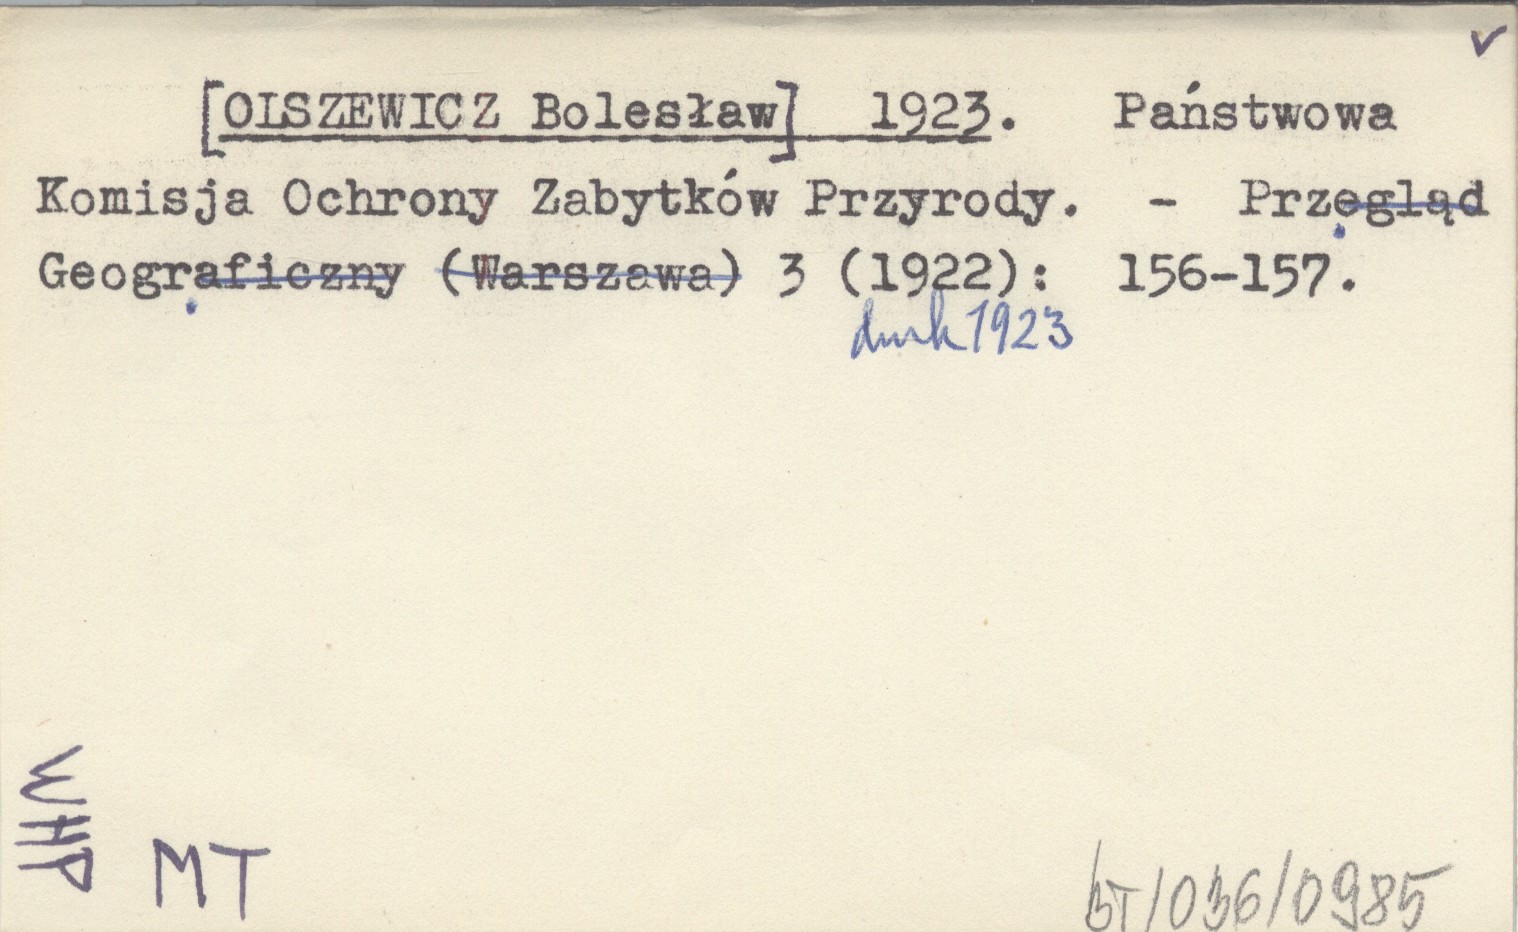 [OLSZEWICZ Bolesław] 1923. Państwowa
Komisja Ochrony Zabytków Przyrody. - Przegląd
Geograficzny (Warszawa) 3 (1922): 156-157.
druk 1923
WHP
MT
BT/036/0985